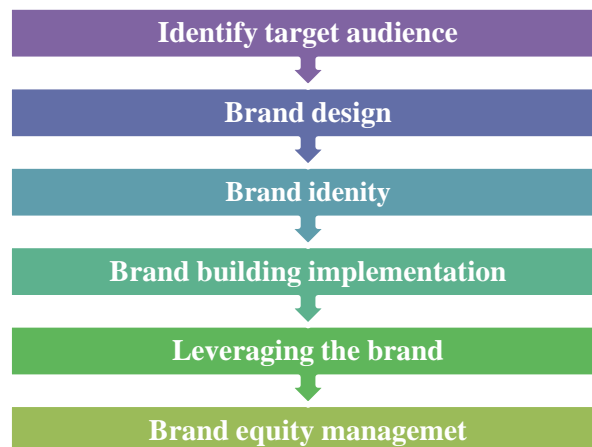 Identify target audience
Brand design
Brand idenity
Brand building implementation
Leveraging the brand
Brand equity managemet